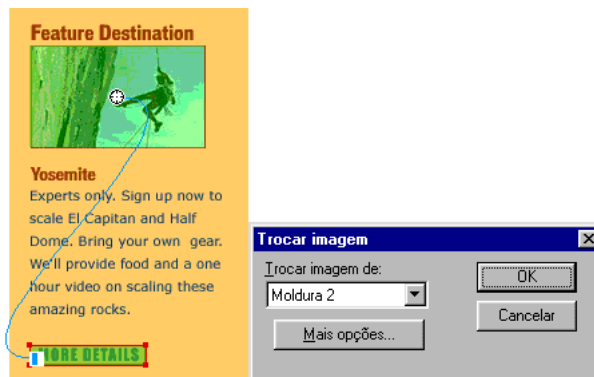 Feature Destination
Yosemite
Experts only. Sign up now to
scale El Capitan and Half
Dome. Bring your own gear.
We'll provide food and a one
hour video on scaling these
amazing rocks.
MORE DETAILS
Trocar imagem
Trocar imagem de:
Moldura 2
Mais opções...
OK
Cancelar